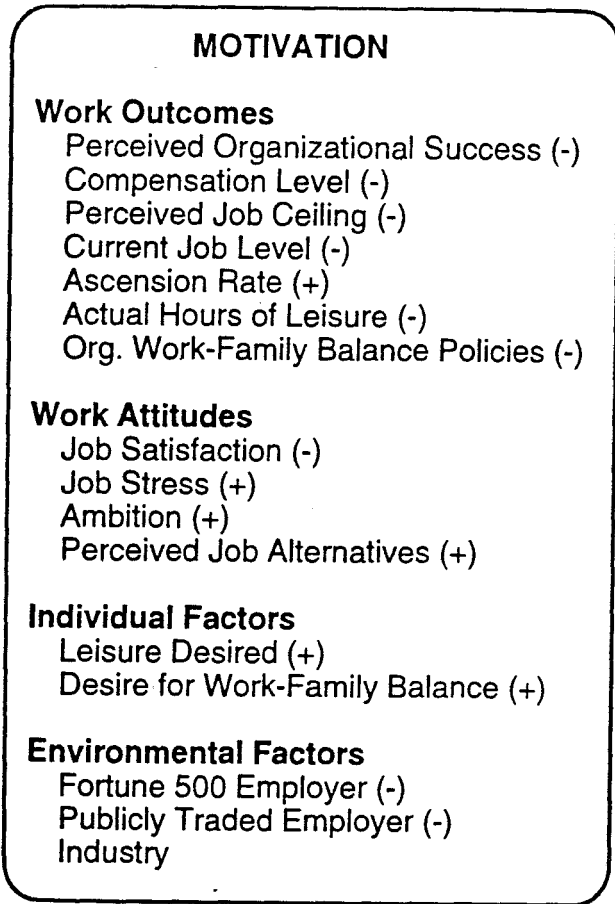 MOTIVATION
Work Outcomes
Perceived Organizational Success (-)
Compensation Level (-)
Perceived Job Ceiling (-)
Current Job Level (-)
Ascension Rate (+)
Actual Hours of Leisure (-)
Org. Work-Family Balance Policies (-)
Work Attitudes
Job Satisfaction (-)
Job Stress (+)
Ambition (+)
Perceived Job Alternatives (+)
Individual Factors
Leisure Desired (+)
Desire for Work-Family Balance (+)
Environmental Factors
Fortune 500 Employer (-)
Publicly Traded Employer (-)
Industry